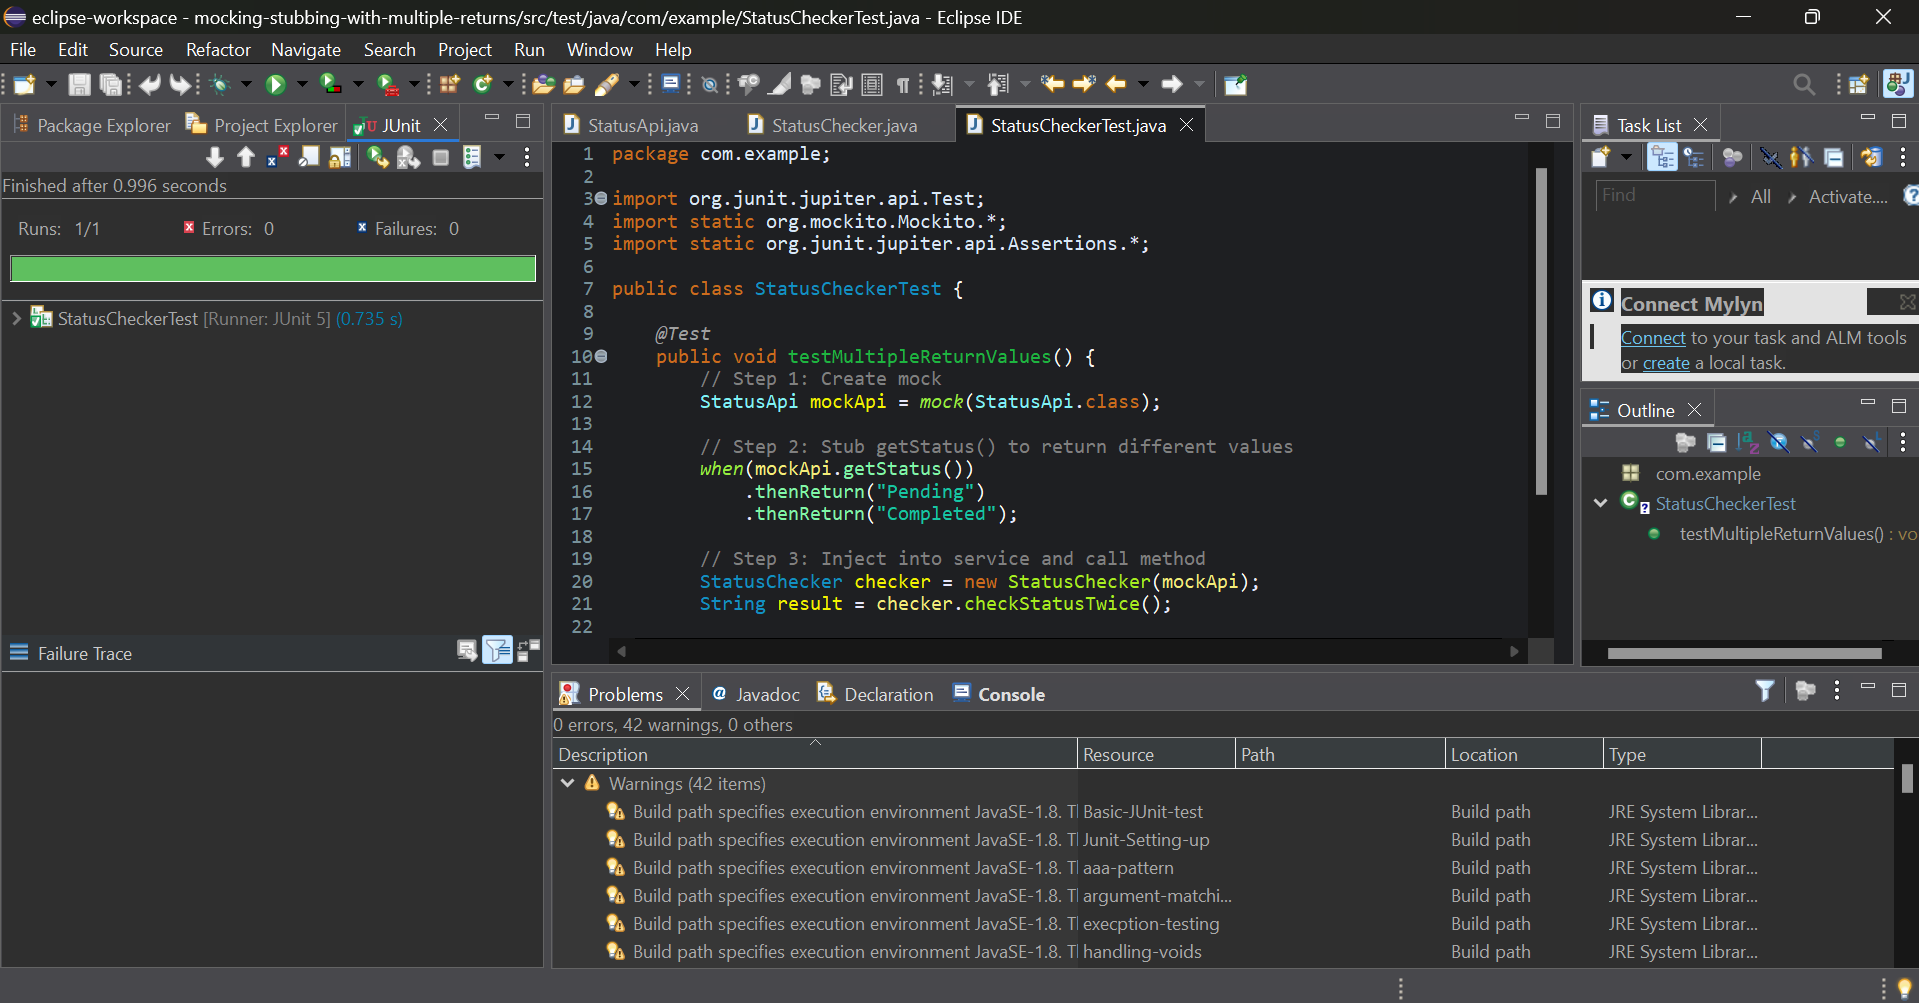 eclipse-workspace - mocking-stubbing-with-multiple-returns/src/test/java/com/example/StatusCheckerTest.java - Eclipse IDE
File Edit Source Refactor Navigate Search Project Run Window Help
Package Explorer Project Explorer JUnit
Finished after 0.996 seconds
Runs: 1/1 Errors: 0 Failures: 0
StatusCheckerTest [Runner: JUnit 5] (0.735 s)
Failure Trace
StatusApi.java StatusChecker.java StatusCheckerTest.java
1 package com.example;
2
3 import org.junit.jupiter.api.Test;
4 import static org.mockito.Mockito.*;
5 import static org.junit.jupiter.api.Assertions.*;
6
7 public class StatusCheckerTest {
8
9 @Test
10 public void testMultipleReturnValues() {
11 // Step 1: Create mock
12 StatusApi mockApi = mock(StatusApi.class);
13
14 // Step 2: Stub getStatus() to return different values
15 when(mockApi.getStatus())
16 .thenReturn("Pending")
17 .thenReturn("Completed");
18
19 // Step 3: Inject into service and call method
20 StatusChecker checker = new StatusChecker(mockApi);
21 String result = checker.checkStatusTwice();
22
Task List
Find All Activate....
Connect Mylyn
Connect to your task and ALM tools
or create a local task.
Outline
com.example
StatusCheckerTest
testMultipleReturnValues() : vo
Problems @ Javadoc Declaration Console
0 errors, 42 warnings, 0 others
Description Resource Path Location Type
Warnings (42 items)
Build path specifies execution environment JavaSE-1.8. Tl Basic-JUnit-test Build path JRE System Librar...
Build path specifies execution environment JavaSE-1.8. Tl Junit-Setting-up Build path JRE System Librar...
Build path specifies execution environment JavaSE-1.8. Tl aaa-pattern Build path JRE System Librar...
Build path specifies execution environment JavaSE-1.8. Tl argument-matchi... Build path JRE System Librar...
Build path specifies execution environment JavaSE-1.8. Tl execption-testing Build path JRE System Librar...
Build path specifies execution environment JavaSE-1.8. Tl handling-voids Build path JRE System Librar...